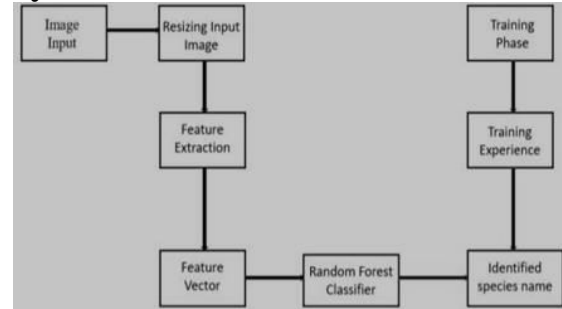 Image
Input
Resizing Input
Image
Feature
Extraction
Feature
Vector
Random Forest
Classifier
Identified
species name
Training
Phase
Training
Experience